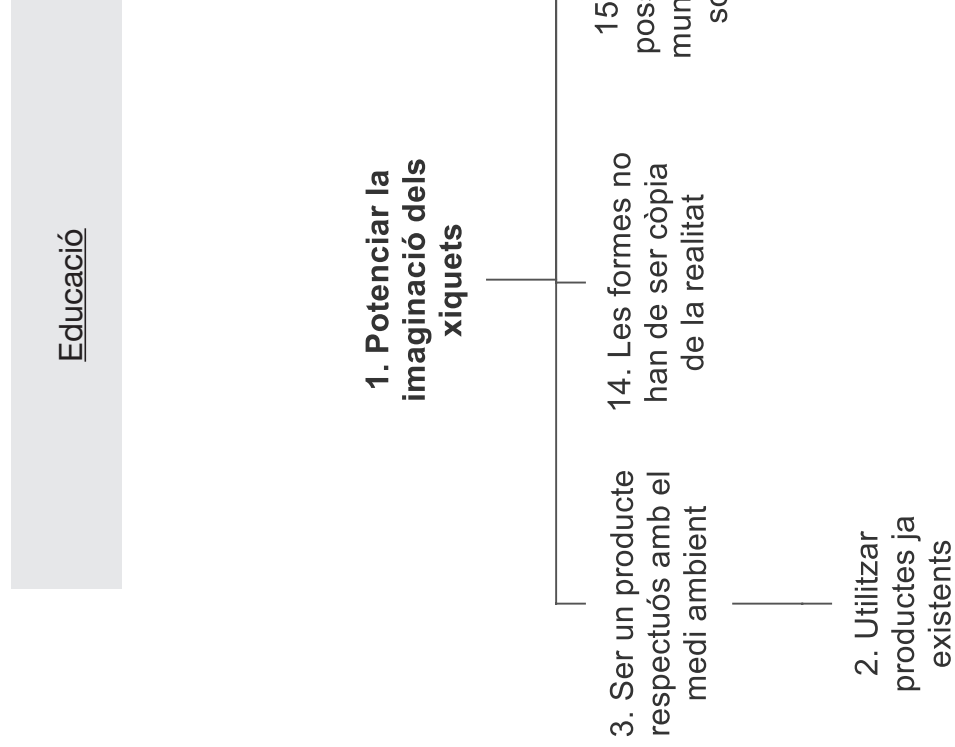 Educació
1. Potenciar la
imaginació dels
xiquets
3. Ser un producte
respectuós amb el
medi ambient
14. Les formes no
han de ser còpia
de la realitat
15
2. Utilitzar
productes ja
existents